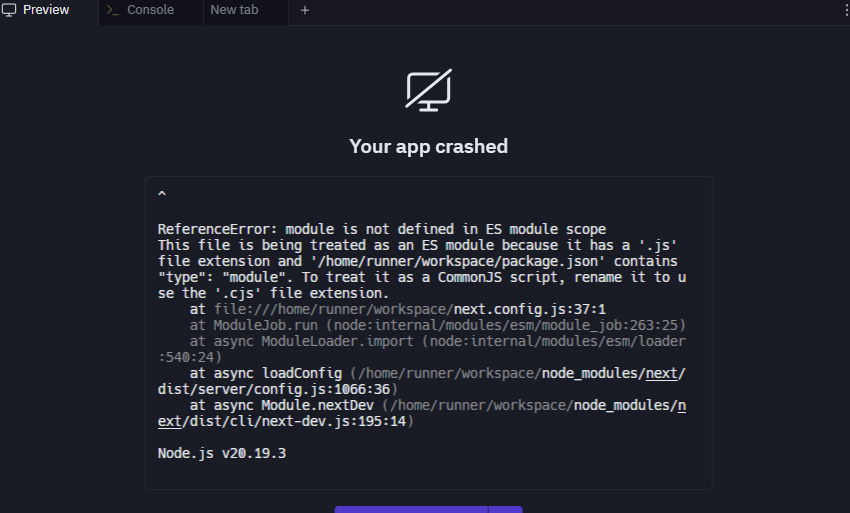 Preview
>_ Console
New tab
+
Your app crashed
^
ReferenceError: module is not defined in ES module scope
This file is being treated as an ES module because it has a '.js'
file extension and '/home/runner/workspace/package.json' contains
"type": "module". To treat it as a CommonJS script, rename it to u
se the '.cjs' file extension.
at file:///home/runner/workspace/next.config.js:37:1
at ModuleJob.run (node:internal/modules/esm/module_job:263:25)
at async ModuleLoader.import (node:internal/modules/esm/loader
:540:24)
at async loadConfig (/home/runner/workspace/node_modules/next/
dist/server/config.js:1066:36)
at async Module.nextDev (/home/runner/workspace/node_modules/n
ext/dist/cli/next-dev.js:195:14)
Node.js v20.19.3